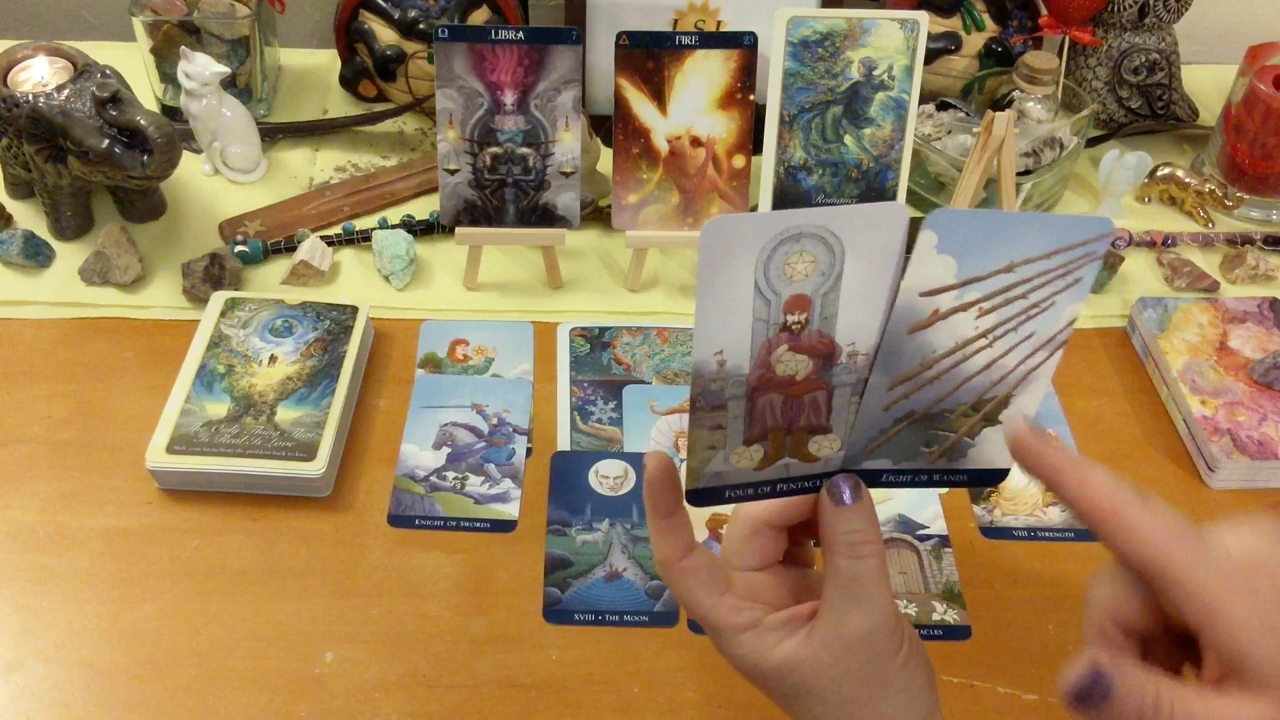 LIBRA
7
FIRE
23
Romance
The Only Thing That
Is Real Is Love
KNIGHT OF SWORDS
XVIII • THE MOON
FOUR OF PENTACLES
EIGHT OF WANDS
VIII • STRENGTH
TACLES